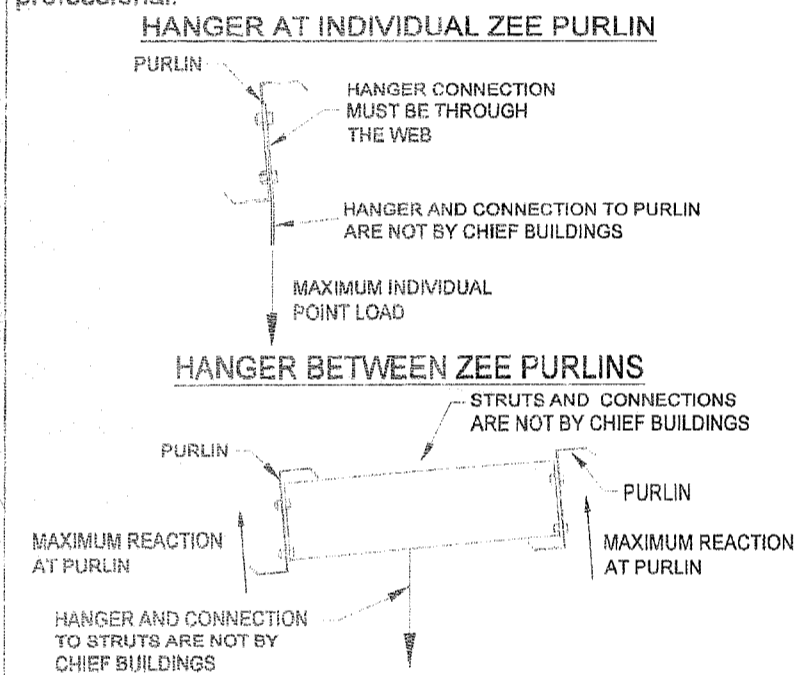 professional.
HANGER AT INDIVIDUAL ZEE PURLIN
PURLIN
HANGER CONNECTION
MUST BE THROUGH
THE WEB
HANGER AND CONNECTION TO PURLIN
ARE NOT BY CHIEF BUILDINGS
MAXIMUM INDIVIDUAL
POINT LOAD
HANGER BETWEEN ZEE PURLINS
STRUTS AND CONNECTIONS
ARE NOT BY CHIEF BUILDINGS
PURLIN
PURLIN
MAXIMUM REACTION
AT PURLIN
MAXIMUM REACTION
AT PURLIN
HANGER AND CONNECTION
TO STRUTS ARE NOT BY
CHIEF BUILDINGS